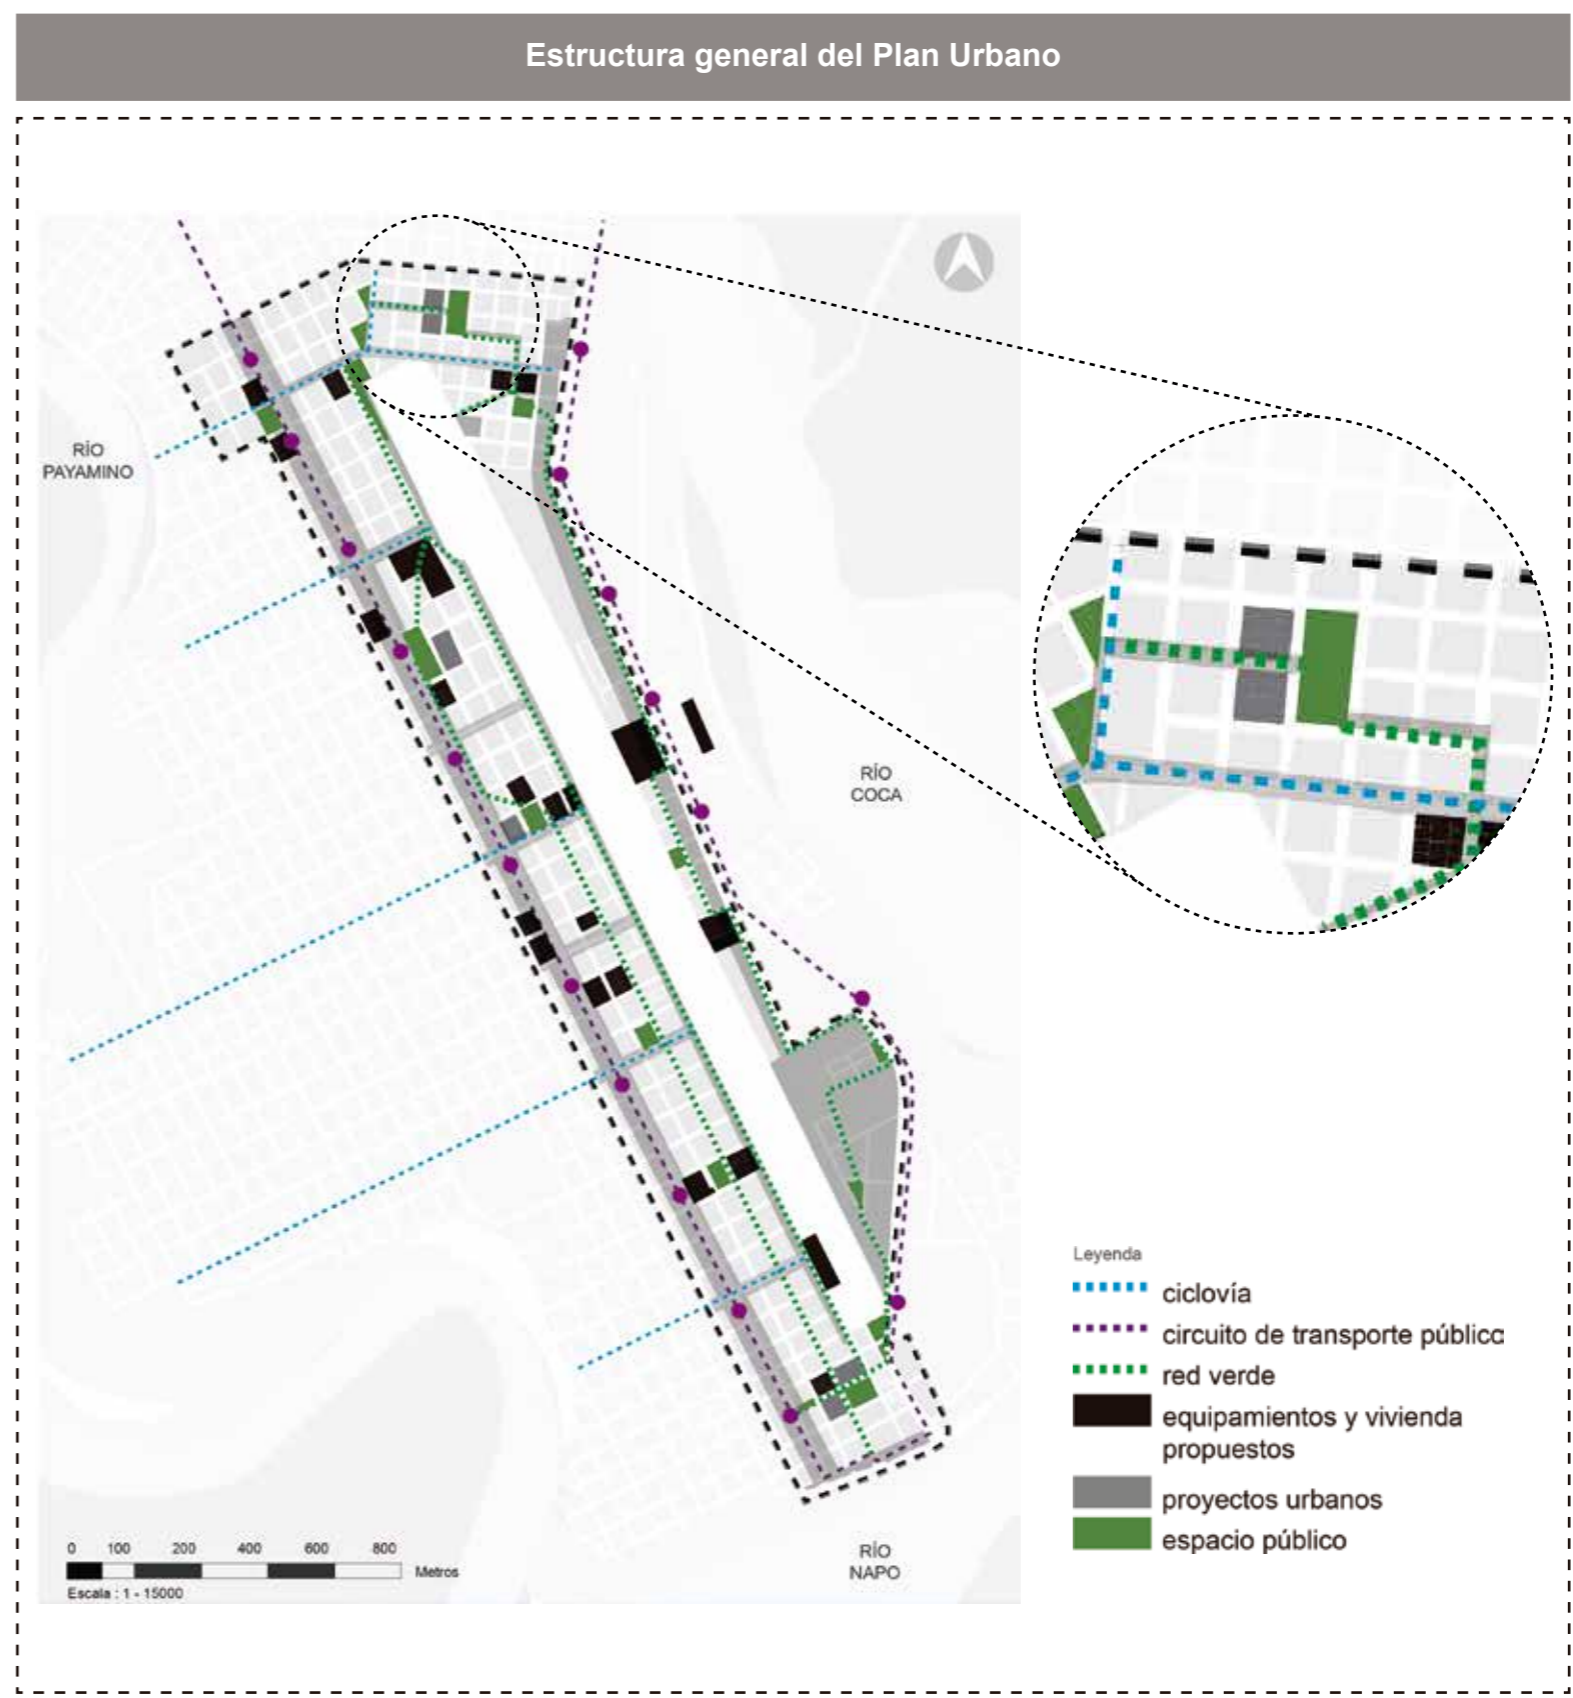 Estructura general del Plan Urbano
RÍO
PAYAMINO
RÍO
COCA
RÍO
NAPO
0 100 200 400 600 800
Metros
Escala : 1 - 15000
Leyenda
ciclovía
circuito de transporte público
red verde
equipamientos y vivienda
propuestos
proyectos urbanos
espacio público